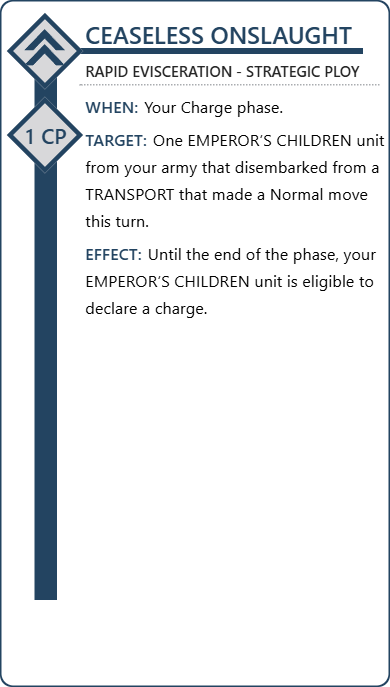 CEASELESS ONSLAUGHT
RAPID EVISCERATION - STRATEGIC PLOY
WHEN: Your Charge phase.
1 CP
TARGET: One EMPEROR'S CHILDREN unit
from your army that disembarked from a
TRANSPORT that made a Normal move
this turn.
EFFECT: Until the end of the phase, your
EMPEROR'S CHILDREN unit is eligible to
declare a charge.